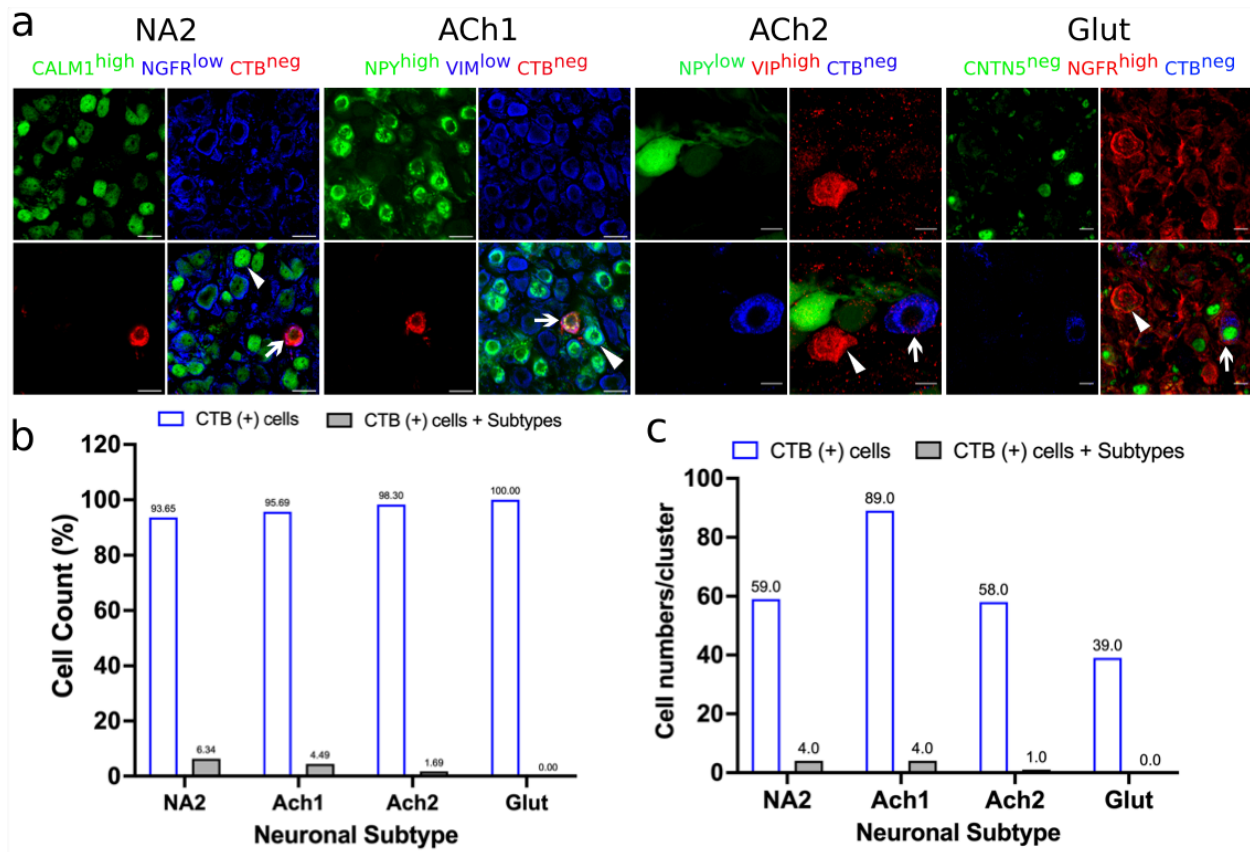 a
NA2 ACh1 ACh2 Glut
CALM1high NGFRlow CTBneg NPYhigh VIMlow CTBneg NPYlow VIPhigh CTBneg CNTN5neg NGFRhigh CTBneg
b
CTB (+) cells CTB (+) cells + Subtypes
120
100
80
60
40
20
0
Cell Count (%)
93.65 95.69 98.30 100.00
6.34 4.49 1.69 0.00
NA2 Ach1 Ach2 Glut
Neuronal Subtype
c
CTB (+) cells CTB (+) cells + Subtypes
100
80
60
40
20
0
Cell numbers/cluster
59.0 89.0 58.0 39.0
4.0 4.0 1.0 0.0
NA2 Ach1 Ach2 Glut
Neuronal Subtype